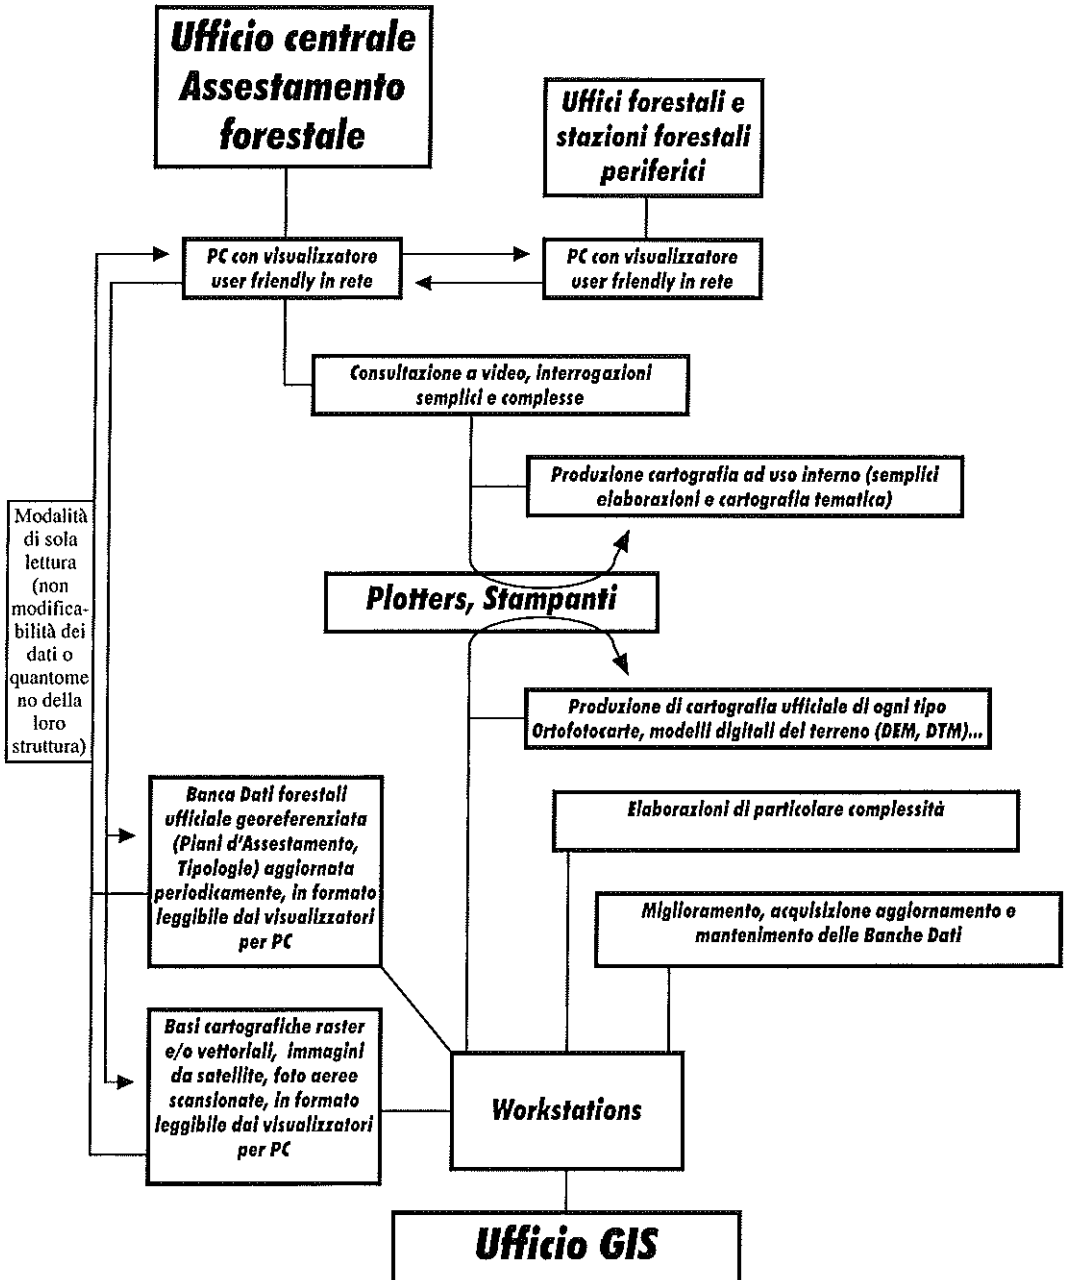 Ufficio centrale
Assestamento
forestale
Uffici forestali e
stazioni forestali
periferici
PC con visualizzatore
user friendly in rete
PC con visualizzatore
user friendly in rete
Consultazione a video, interrogazioni
semplici e complesse
Produzione cartografia ad uso interno (semplici
elaborazioni e cartografia tematica)
Modalità
di sola
lettura
(non
modifica-
bilità dei
dati o
quantome
no della
loro
struttura)
Plotters, Stampanti
Produzione di cartografia ufficiale di ogni tipo
Ortofotocarte, modelli digitali del terreno (DEM, DTM)...
Banca Dati forestali
ufficiale georeferenziata
(Piani d'Assestamento,
Tipologie) aggiornata
periodicamente, in formato
leggibile dai visualizzatori
per PC
Elaborazioni di particolare complessità
Miglioramento, acquisizione aggiornamento e
mantenimento delle Banche Dati
Basi cartografiche raster
e/o vettoriali, immagini
da satellite, foto aeree
scansionate, in formato
leggibile dai visualizzatori
per PC
Workstations
Ufficio GIS